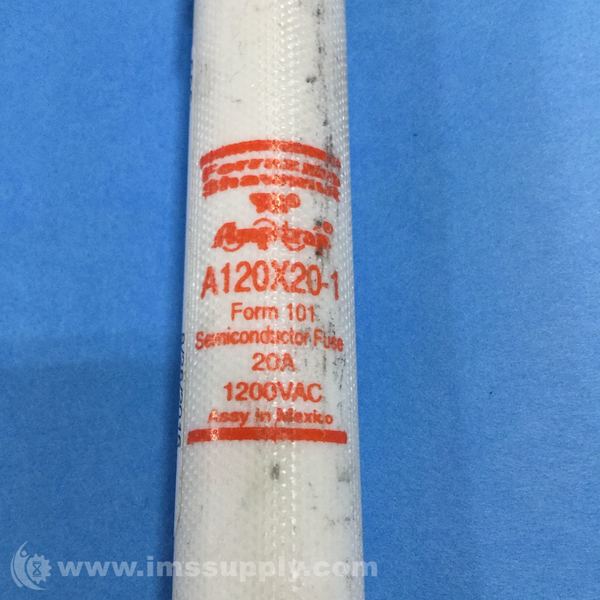 Ferraz
Shawmut
Amp-trap
A120X20-1
Form 101
Semiconductor Fuse
20A
1200VAC
Assy in Mexico
www.imssupply.com